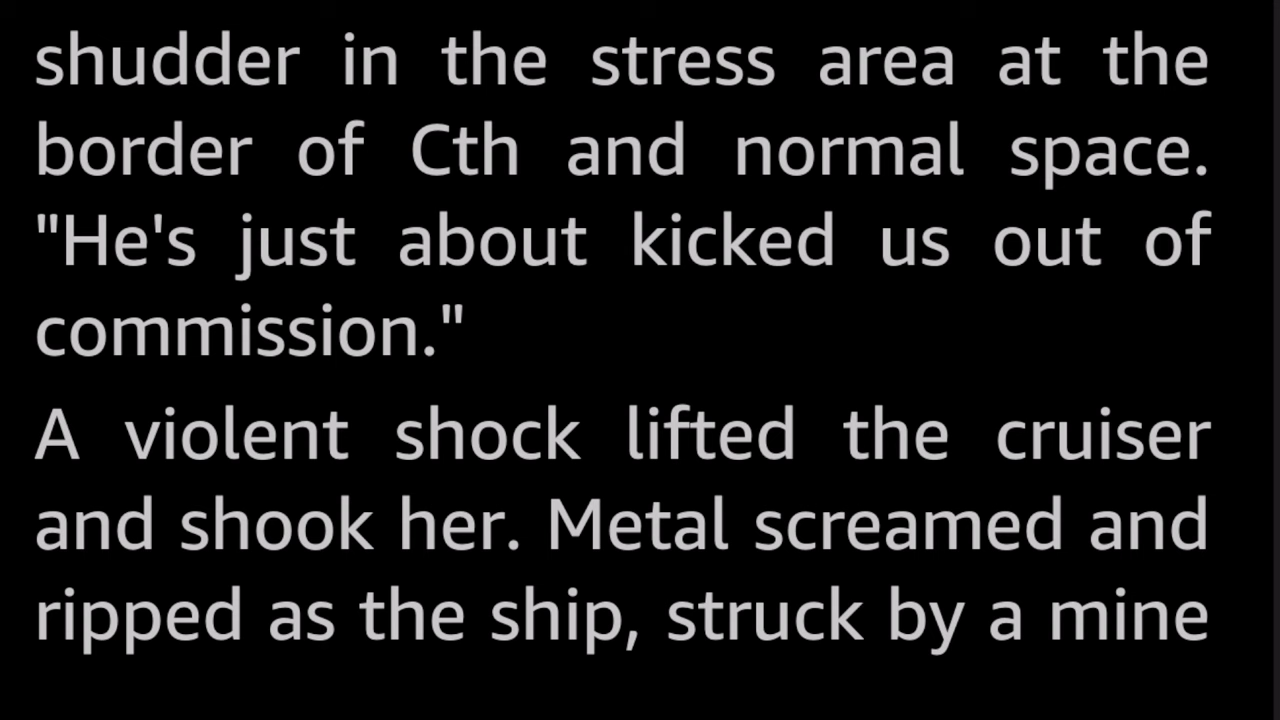 shudder in the stress area at the
border of Cth and normal space.
"He's just about kicked us out of
commission."
A violent shock lifted the cruiser
and shook her. Metal screamed and
ripped as the ship, struck by a mine